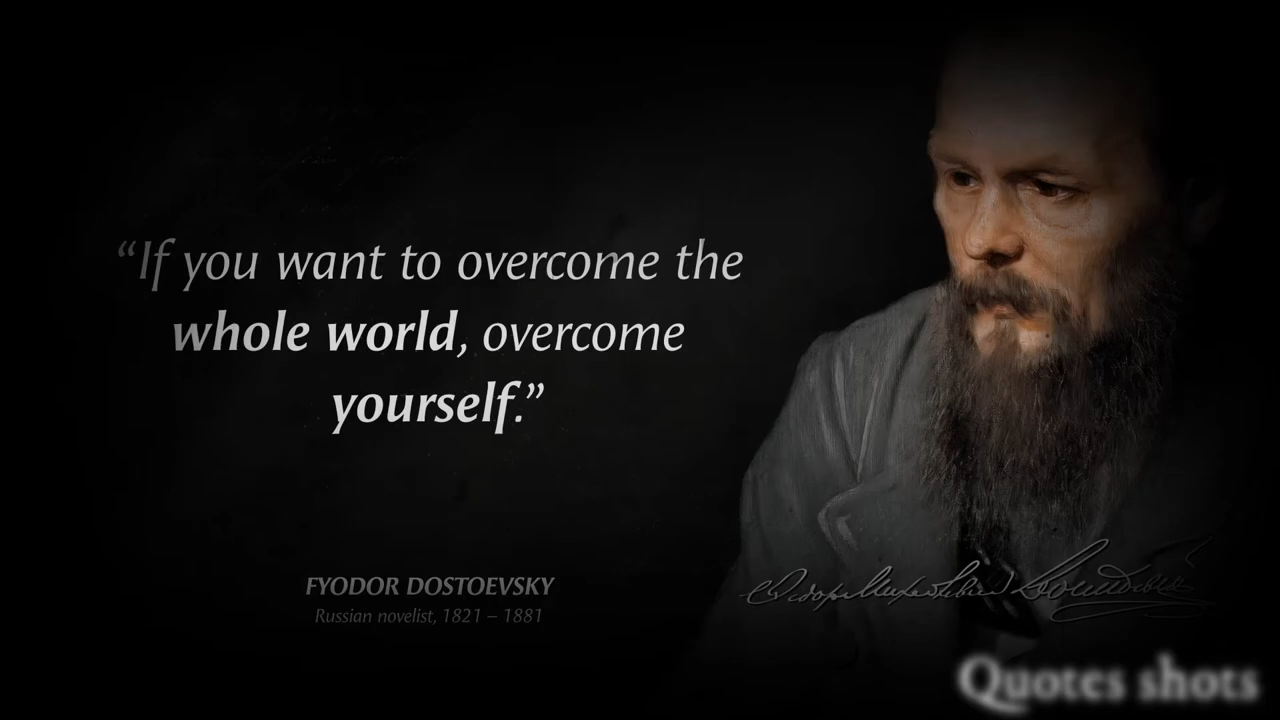 “If you want to overcome the
whole world, overcome
yourself.”
FYODOR DOSTOEVSKY
Russian novelist, 1821 – 1881
Quotes shots